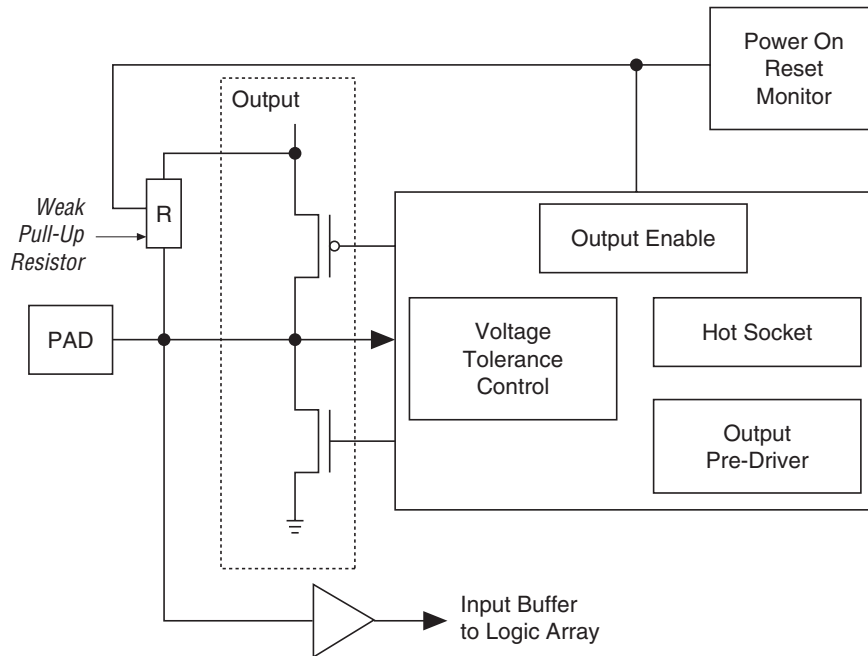 Power On
Reset
Monitor
Output
Weak
Pull-Up
Resistor
R
Output Enable
PAD
Voltage
Tolerance
Control
Hot Socket
Output
Pre-Driver
Input Buffer
to Logic Array